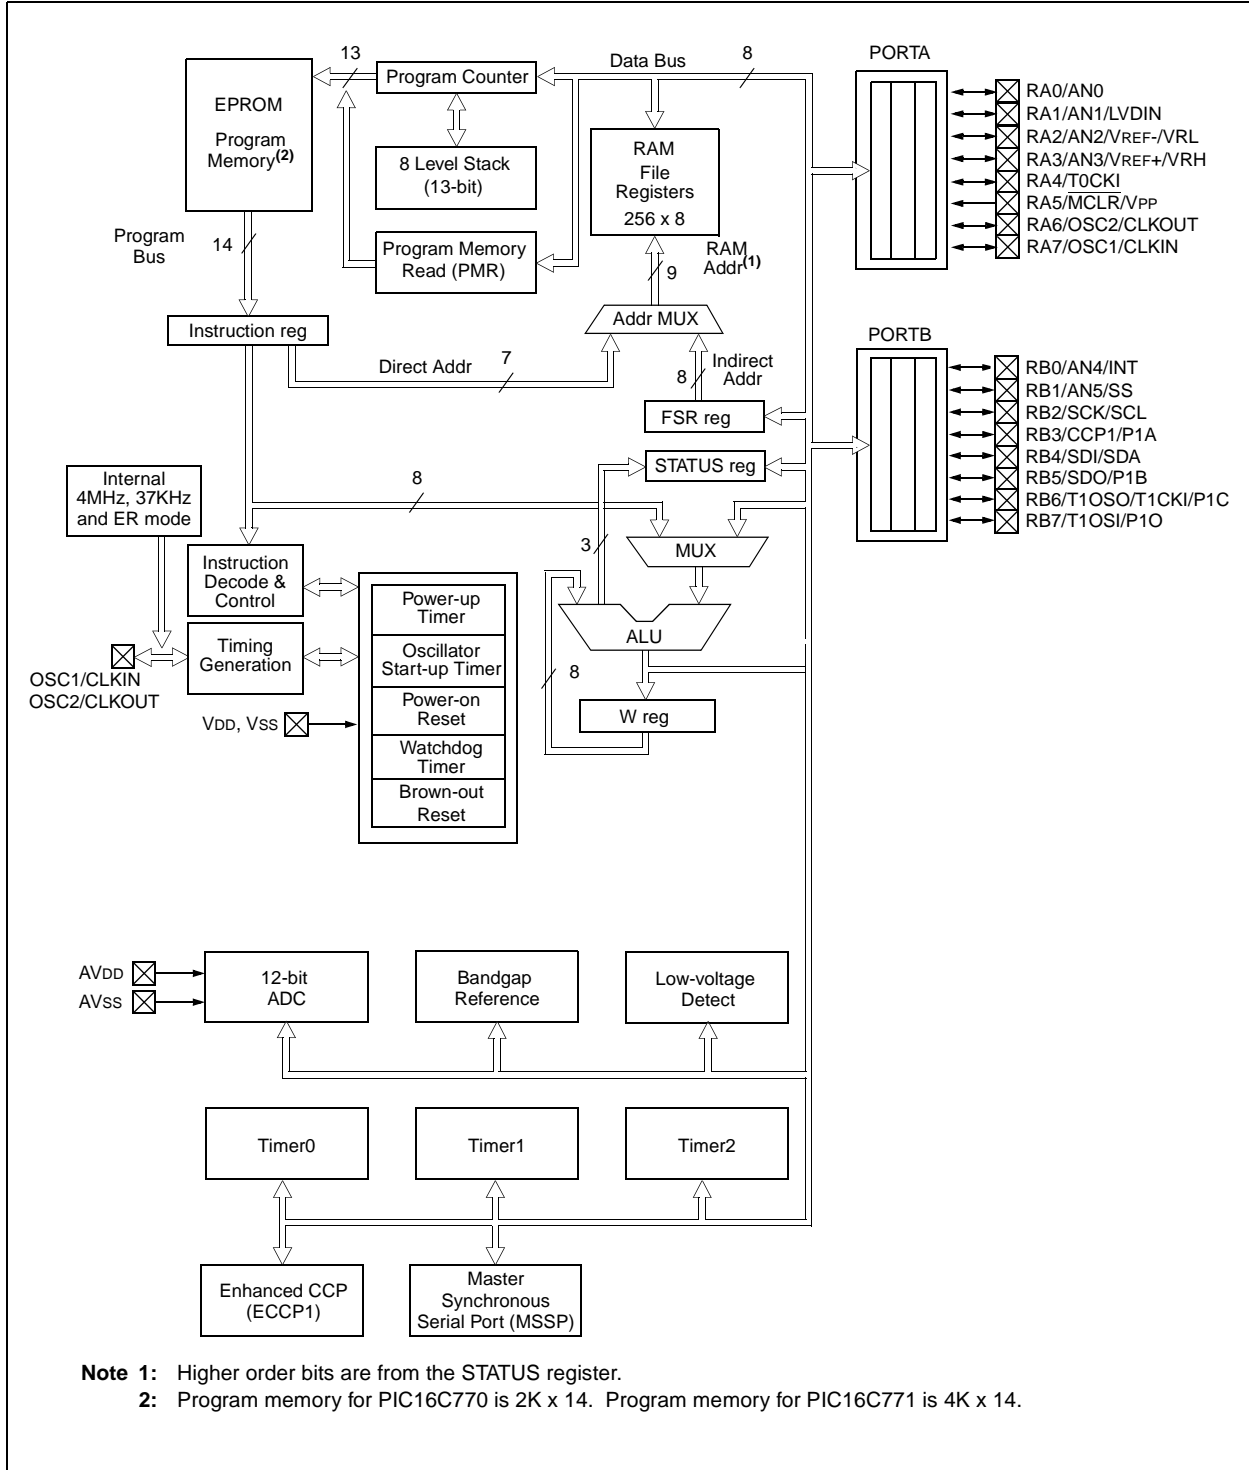 13
Data Bus
8
Program Counter
EPROM
Program
Memory(2)
8 Level Stack
(13-bit)
RAM
File
Registers
256 x 8
PORTA
RA0/AN0
RA1/AN1/LVDIN
RA2/AN2/VREF-/VRL
RA3/AN3/VREF+/VRH
RA4/T0CKI
RA5/MCLR/VPP
RA6/OSC2/CLKOUT
RA7/OSC1/CLKIN
Program
Bus
14
Program Memory
Read (PMR)
RAM
Addr(1)
9
Instruction reg
Addr MUX
Direct Addr
7
8
Indirect
Addr
FSR reg
STATUS reg
PORTB
RB0/AN4/INT
RB1/AN5/SS
RB2/SCK/SCL
RB3/CCP1/P1A
RB4/SDI/SDA
RB5/SDO/P1B
RB6/T1OSO/T1CKI/P1C
RB7/T1OSI/P1O
Internal
4MHz, 37KHz
and ER mode
8
3
MUX
Instruction
Decode &
Control
Timing
Generation
OSC1/CLKIN
OSC2/CLKOUT
VDD, VSS
Power-up
Timer
Oscillator
Start-up Timer
Power-on
Reset
Watchdog
Timer
Brown-out
Reset
ALU
8
W reg
AVDD
AVSS
12-bit
ADC
Bandgap
Reference
Low-voltage
Detect
Timer0
Timer1
Timer2
Enhanced CCP
(ECCP1)
Master
Synchronous
Serial Port (MSSP)
Note 1: Higher order bits are from the STATUS register.
2: Program memory for PIC16C770 is 2K x 14. Program memory for PIC16C771 is 4K x 14.